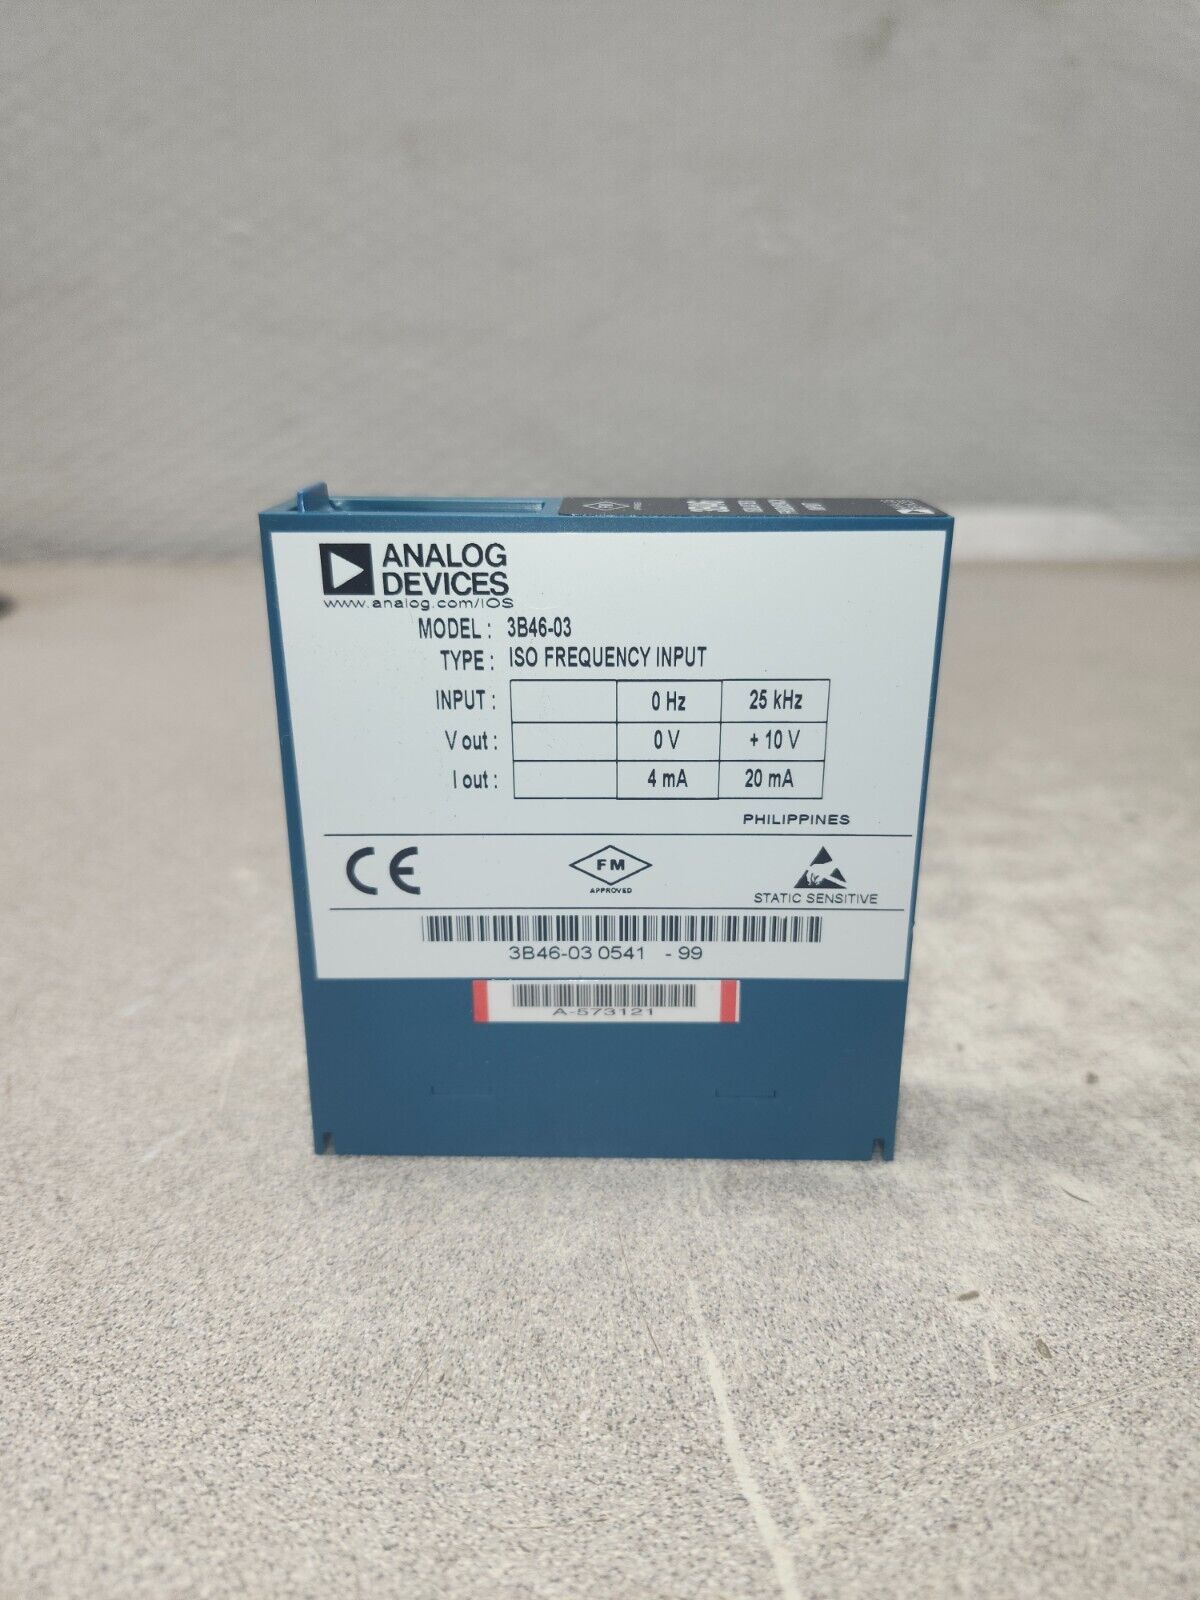 3B46
ANALOG
DEVICES
www.analog.com/IOS
MODEL : 3B46-03
TYPE : ISO FREQUENCY INPUT
INPUT : 0 Hz 25 kHz
V out : 0 V + 10 V
I out : 4 mA 20 mA
PHILIPPINES
CE
FM
APPROVED
STATIC SENSITIVE
3B46-03 0541 - 99
A-573121